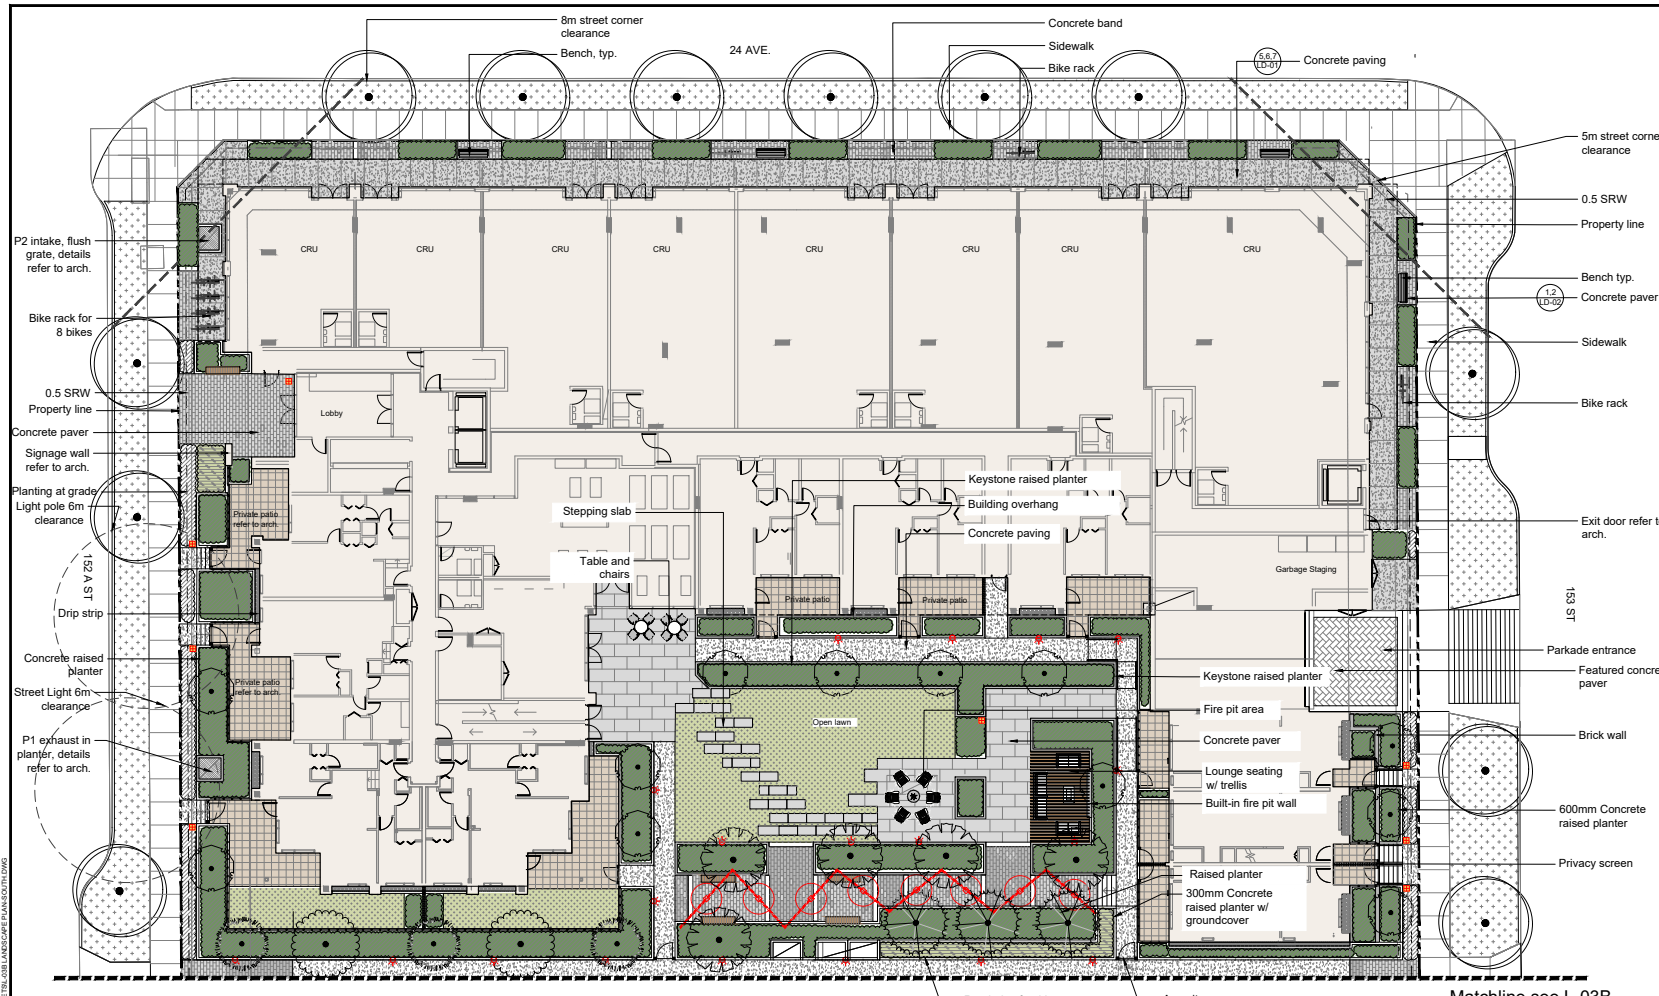 8m street corner
clearance
Bench, typ.
24 AVE.
Concrete band
Sidewalk
Bike rack
5,6,7
LD-01
Concrete paving
5m street corne
clearance
0.5 SRW
Property line
Bench typ.
1,2
LD-02
Concrete paver
Sidewalk
Bike rack
Exit door refer t
arch.
153 ST
Parkade entrance
Featured concre
paver
Brick wall
600mm Concrete
raised planter
Privacy screen
P2 intake, flush
grate, details
refer to arch.
Bike rack for
8 bikes
0.5 SRW
Property line
Concrete paver
Signage wall
refer to arch.
Planting at grade
Light pole 6m
clearance
152 A ST
Drip strip
Concrete raised
planter
Street Light 6m
clearance
P1 exhaust in
planter, details
refer to arch.
CRU
CRU
CRU
CRU
CRU
CRU
CRU
CRU
Lobby
Private patio
refer to arch.
Private patio
refer to arch.
Stepping slab
Table and
chairs
Keystone raised planter
Building overhang
Concrete paving
Private patio
Private patio
Garbage Staging
Open lawn
Keystone raised planter
Fire pit area
Concrete paver
Lounge seating
w/ trellis
Built-in fire pit wall
Raised planter
300mm Concrete
raised planter w/
groundcover
Matchline see L-03B